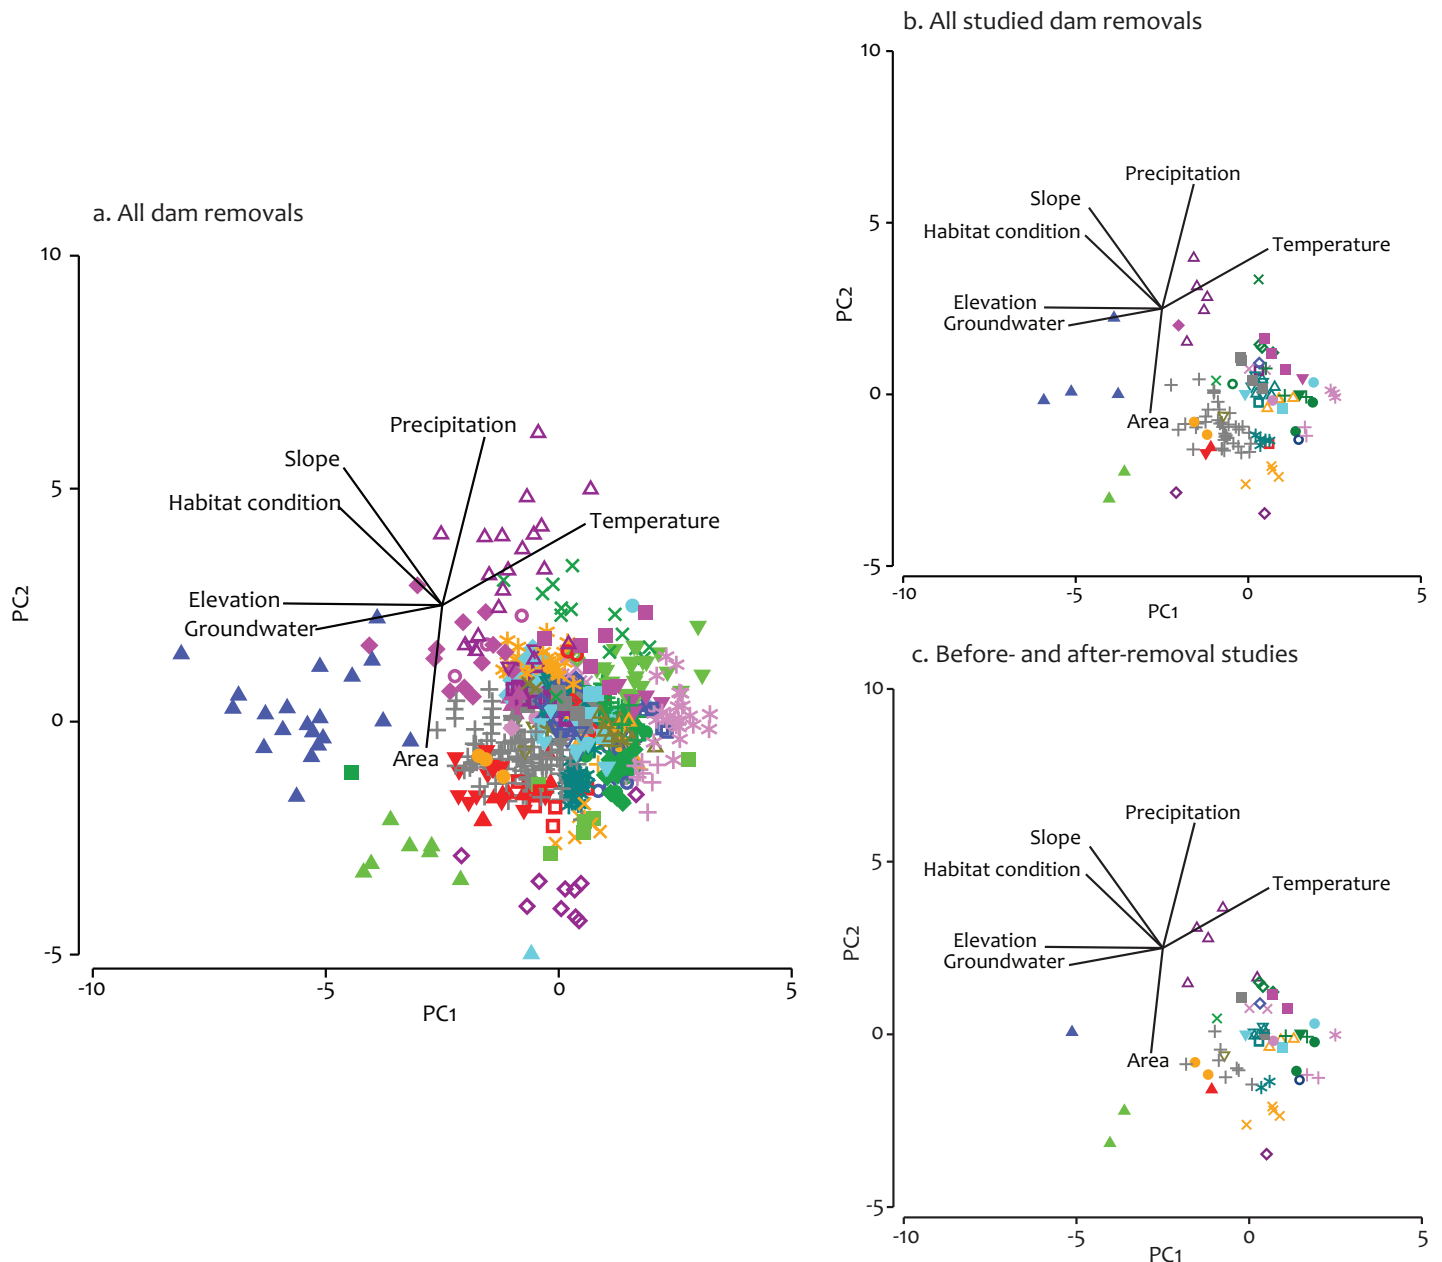 a. All dam removals
10
5
0
-5
PC2
Precipitation
Slope
Habitat condition
Temperature
Elevation
Groundwater
Area
-10
-5
0
5
PC1
b. All studied dam removals
10
5
0
-5
PC2
Precipitation
Slope
Habitat condition
Temperature
Elevation
Groundwater
Area
-10
-5
0
5
PC1
c. Before- and after-removal studies
10
5
0
-5
PC2
Precipitation
Slope
Habitat condition
Temperature
Elevation
Groundwater
Area
-10
-5
0
5
PC1